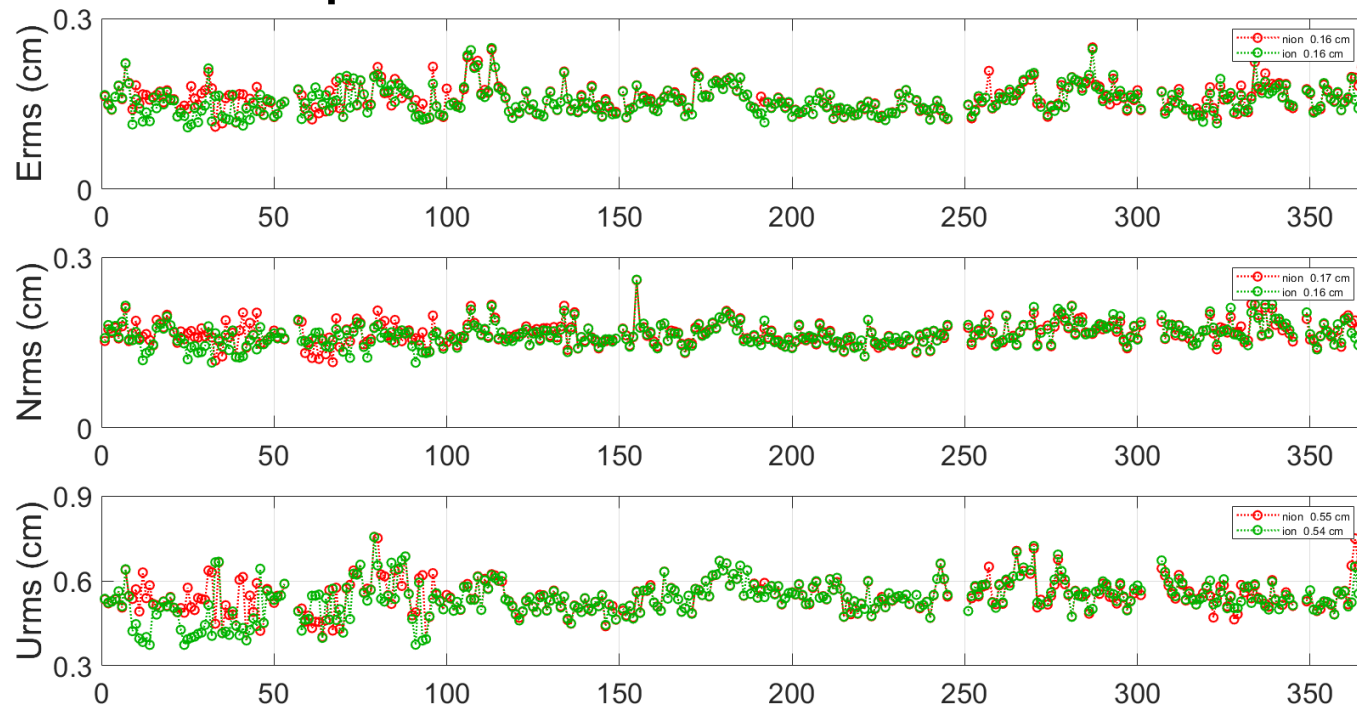 0.3
Erms (cm)
0
nion 0.16 cm
ion 0.16 cm
0 50 100 150 200 250 300 350
0.3
Nrms (cm)
0
nion 0.17 cm
ion 0.16 cm
0 50 100 150 200 250 300 350
0.9
Urms (cm)
0.6
0.3
nion 0.55 cm
ion 0.54 cm
0 50 100 150 200 250 300 350